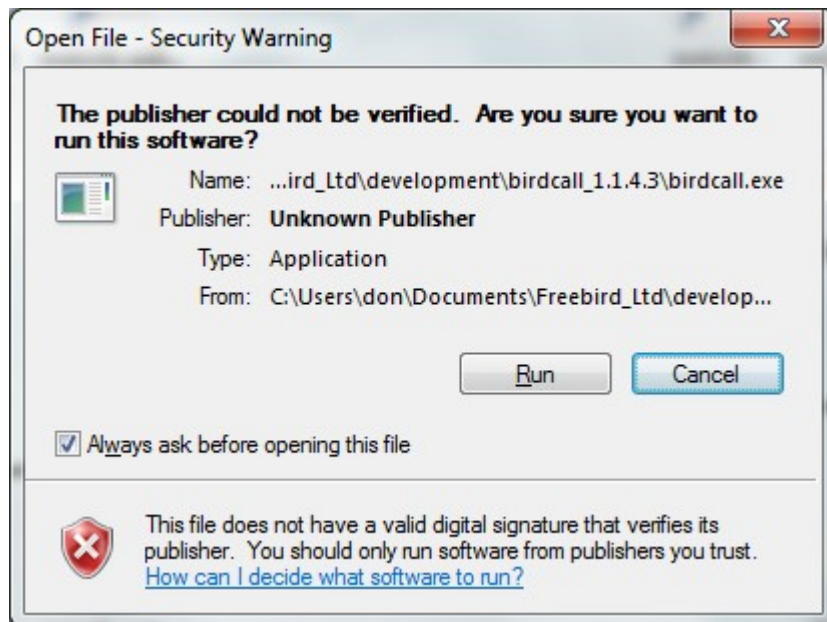 Open File - Security Warning
The publisher could not be verified. Are you sure you want to
run this software?
Name: ...ird_Ltd\development\birdcall_1.1.4.3\birdcall.exe
Publisher: Unknown Publisher
Type: Application
From: C:\Users\don\Documents\Freebird_Ltd\develop...
Run Cancel
Always ask before opening this file
This file does not have a valid digital signature that verifies its
publisher. You should only run software from publishers you trust.
How can I decide what software to run?